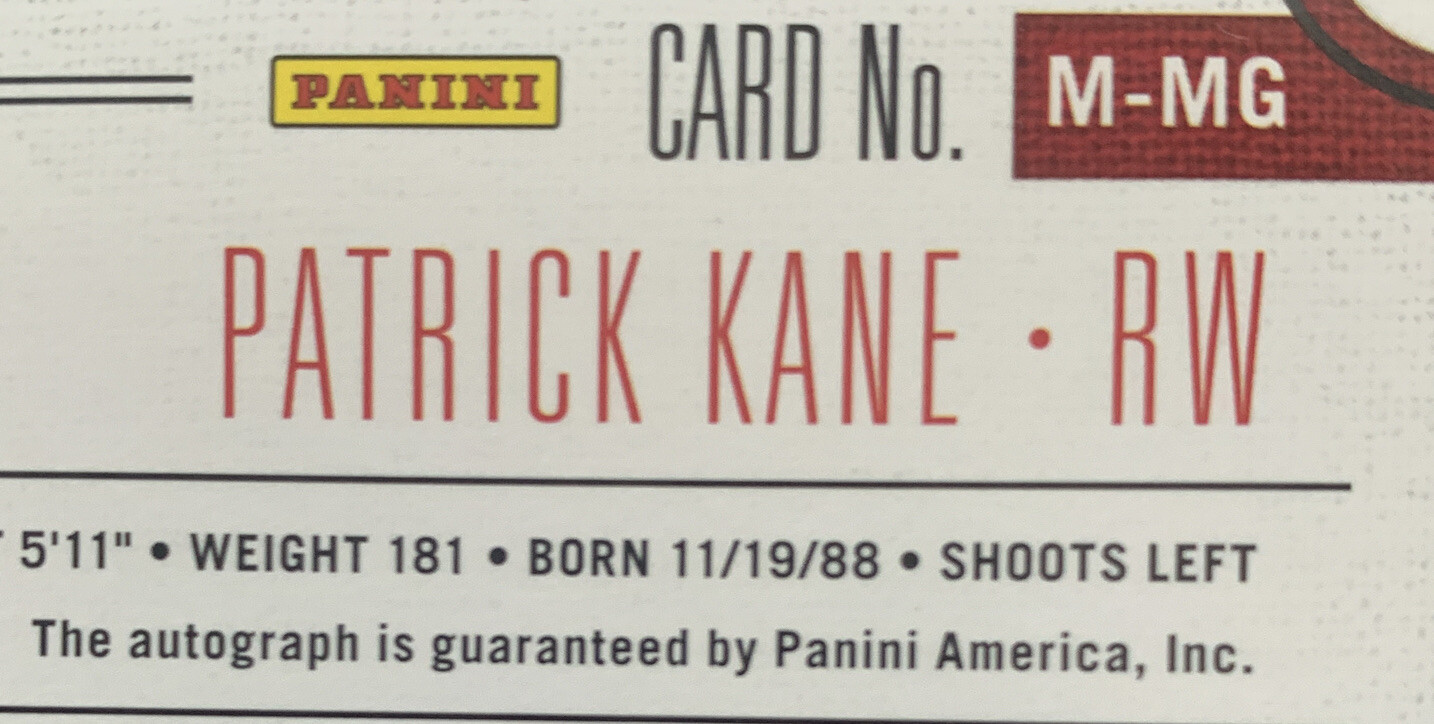 PANINI CARD No. M-MG
PATRICK KANE • RW
5'11" • WEIGHT 181 • BORN 11/19/88 • SHOOTS LEFT
The autograph is guaranteed by Panini America, Inc.